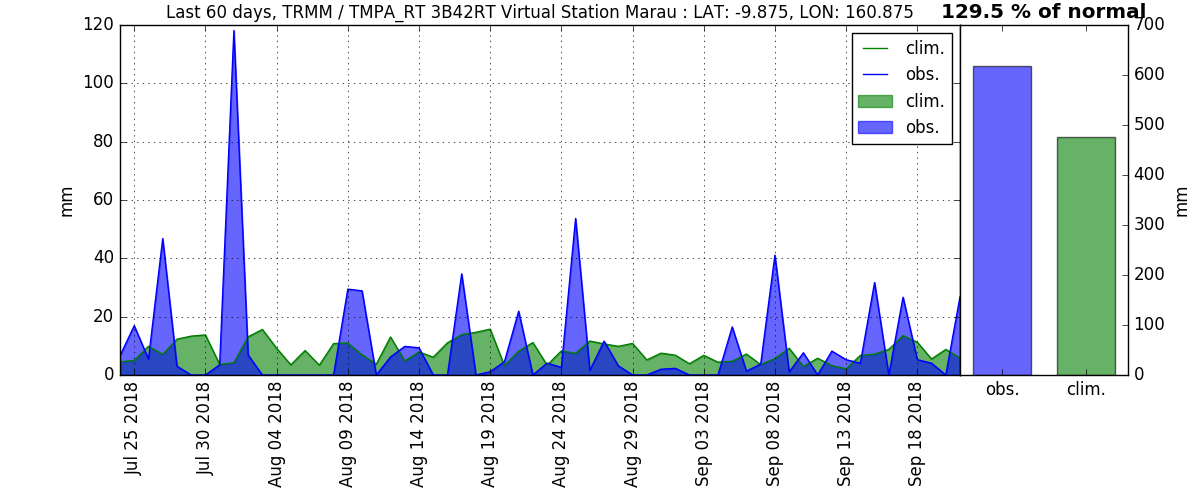 Last 60 days, TRMM / TMPA_RT 3B42RT Virtual Station Marau : LAT: -9.875, LON: 160.875
129.5 % of normal
120
100
80
60
40
20
0
mm
clim.
obs.
clim.
obs.
Jul 25 2018
Jul 30 2018
Aug 04 2018
Aug 09 2018
Aug 14 2018
Aug 19 2018
Aug 24 2018
Aug 29 2018
Sep 03 2018
Sep 08 2018
Sep 13 2018
Sep 18 2018
700
600
500
400
300
200
100
0
mm
obs.
clim.